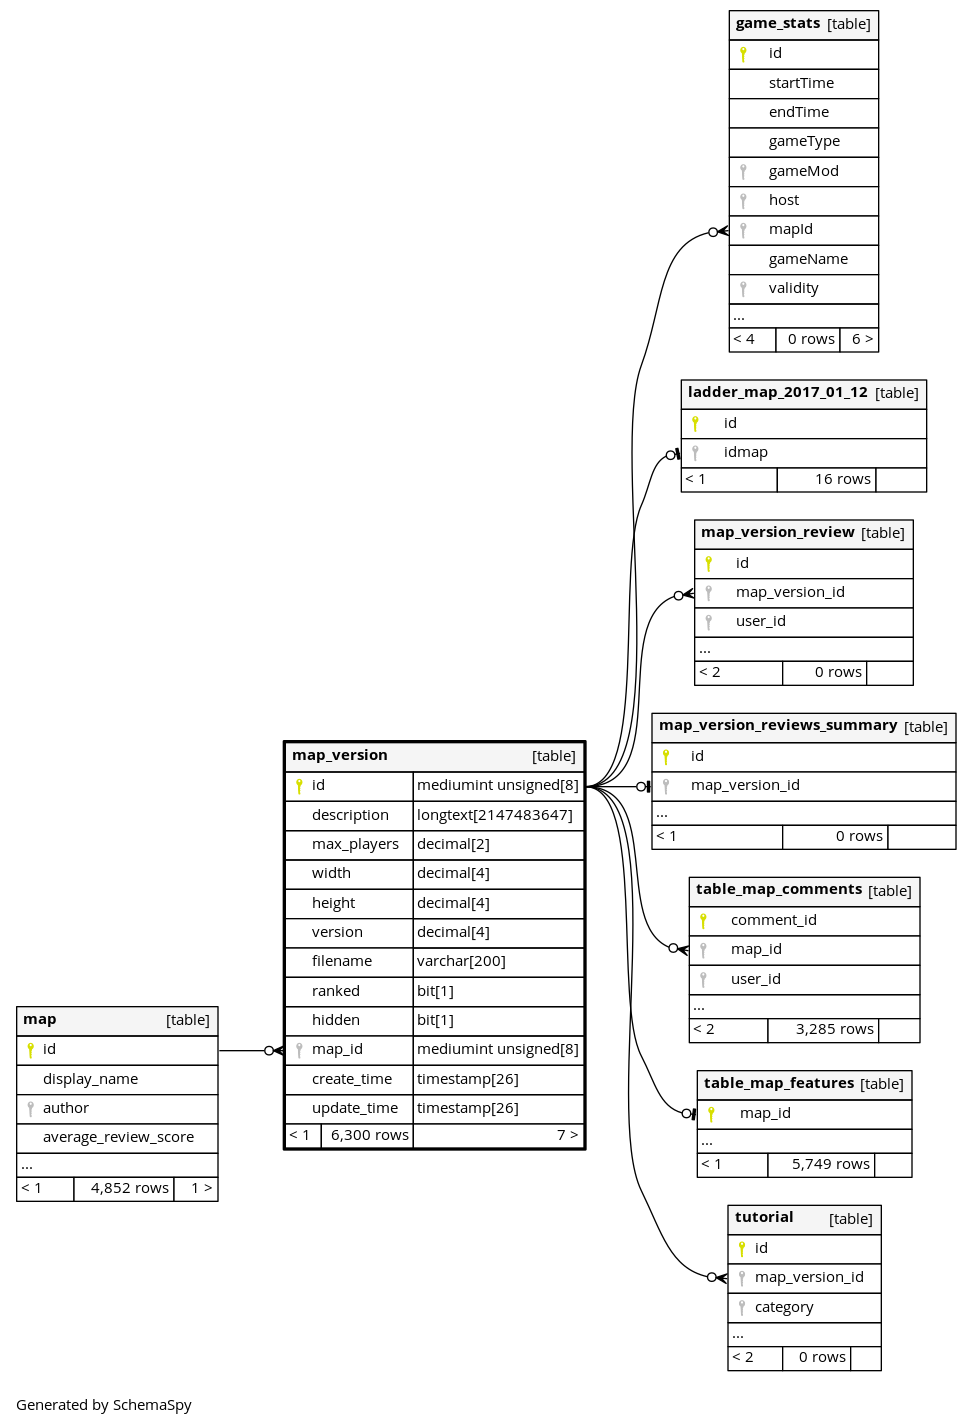 game_stats [table]
id
startTime
endTime
gameType
gameMod
host
mapId
gameName
validity
...
< 4 0 rows 6 >
ladder_map_2017_01_12 [table]
id
idmap
< 1 16 rows
map_version_review [table]
id
map_version_id
user_id
...
< 2 0 rows
map_version_reviews_summary [table]
id
map_version_id
...
< 1 0 rows
map_version [table]
id mediumint unsigned[8]
description longtext[2147483647]
max_players decimal[2]
width decimal[4]
height decimal[4]
version decimal[4]
filename varchar[200]
ranked bit[1]
hidden bit[1]
map_id mediumint unsigned[8]
create_time timestamp[26]
update_time timestamp[26]
< 1 6,300 rows 7 >
table_map_comments [table]
comment_id
map_id
user_id
...
< 2 3,285 rows
map [table]
id
display_name
author
average_review_score
...
< 1 4,852 rows 1 >
table_map_features [table]
map_id
...
< 1 5,749 rows
tutorial [table]
id
map_version_id
category
...
< 2 0 rows
Generated by SchemaSpy